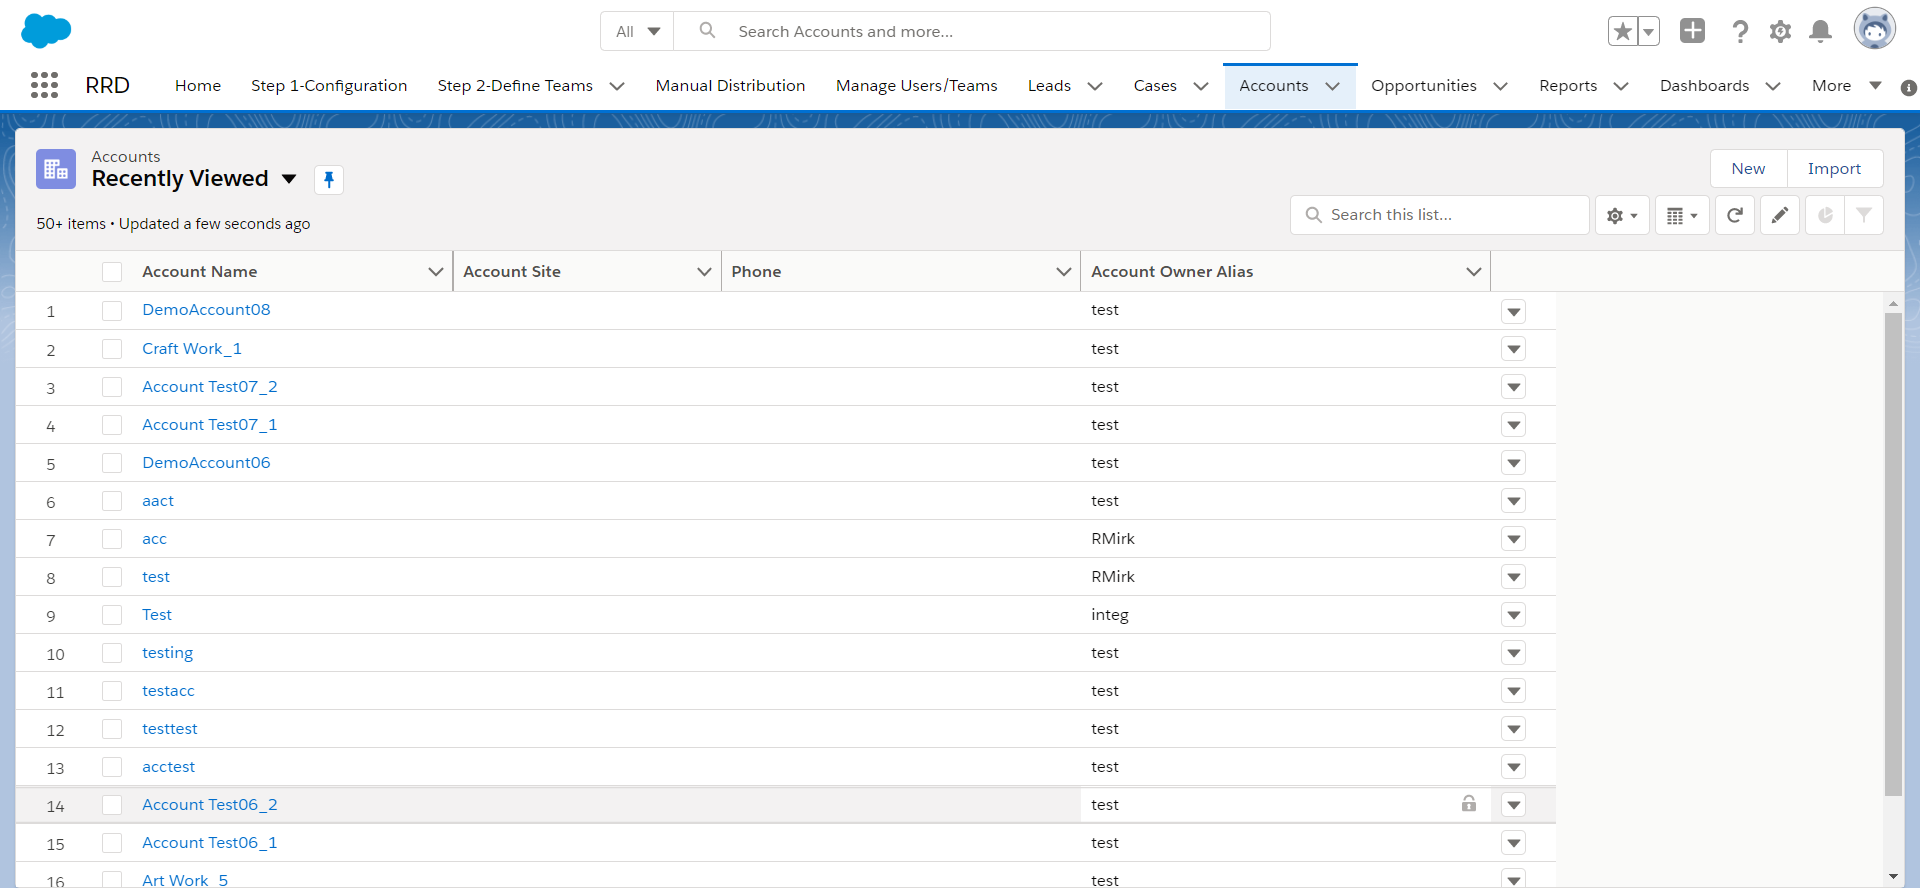 All
Search Accounts and more...
RRD
Home
Step 1-Configuration
Step 2-Define Teams
Manual Distribution
Manage Users/Teams
Leads
Cases
Accounts
Opportunities
Reports
Dashboards
More
Accounts
Recently Viewed
New
Import
50+ items • Updated a few seconds ago
Search this list...
Account Name
Account Site
Phone
Account Owner Alias
1 DemoAccount08 test
2 Craft Work_1 test
3 Account Test07_2 test
4 Account Test07_1 test
5 DemoAccount06 test
6 aact test
7 acc RMirk
8 test RMirk
9 Test integ
10 testing test
11 testacc test
12 testtest test
13 acctest test
14 Account Test06_2 test
15 Account Test06_1 test
16 Art Work_5 test